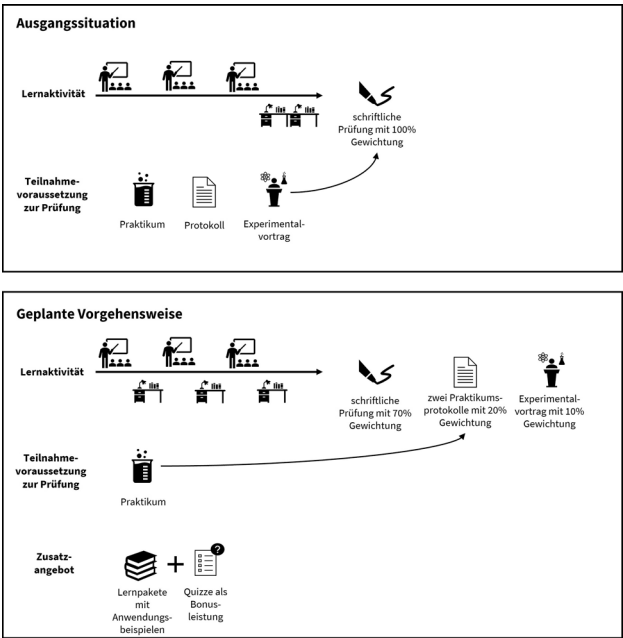 Ausgangssituation
Lernaktivität
schriftliche
Prüfung mit 100%
Gewichtung
Teilnahme-
voraussetzung
zur Prüfung
Praktikum
Protokoll
Experimental-
vortrag
Geplante Vorgehensweise
Lernaktivität
schriftliche
Prüfung mit 70%
Gewichtung
zwei Praktikums-
protokolle mit 20%
Gewichtung
Experimental-
vortrag mit 10%
Gewichtung
Teilnahme-
voraussetzung
zur Prüfung
Praktikum
Zusatz-
angebot
?
Lernpakete
mit
Anwendungs-
beispielen
Quizze als
Bonus-
leistung